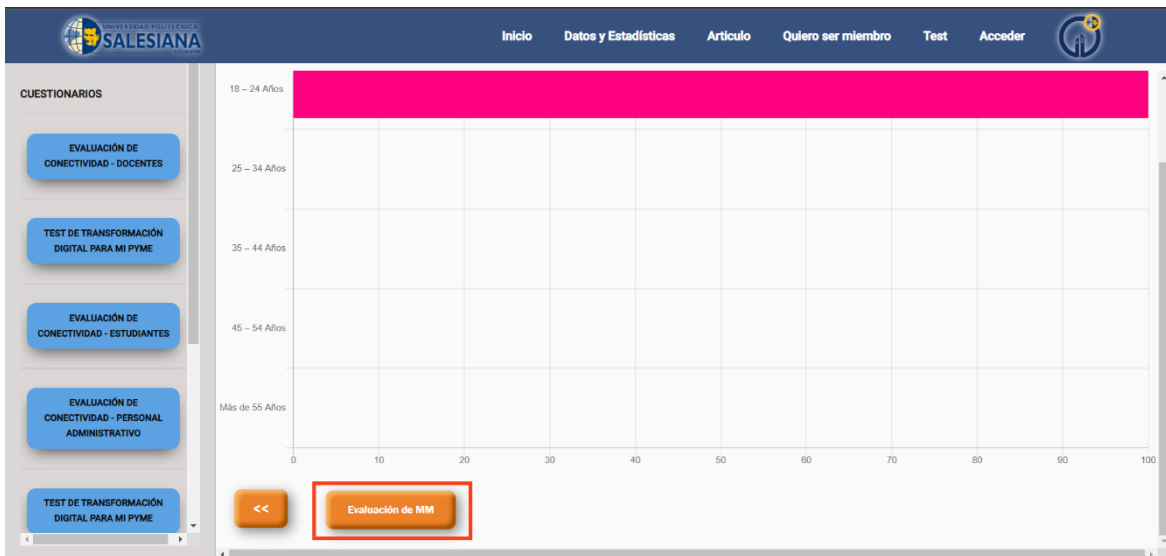 UNIVERSIDAD POLITÉCNICA
SALESIANA
ECUADOR
Inicio
Datos y Estadísticas
Articulo
Quiero ser miembro
Test
Acceder
CUESTIONARIOS
EVALUACIÓN DE
CONECTIVIDAD - DOCENTES
TEST DE TRANSFORMACIÓN
DIGITAL PARA MI PYME
EVALUACIÓN DE
CONECTIVIDAD - ESTUDIANTES
EVALUACIÓN DE
CONECTIVIDAD - PERSONAL
ADMINISTRATIVO
TEST DE TRANSFORMACIÓN
DIGITAL PARA MI PYME
18 – 24 Años
25 – 34 Años
35 – 44 Años
45 – 54 Años
Más de 55 Años
0 10 20 30 40 50 60 70 80 90 100
<<
Evaluación de MM